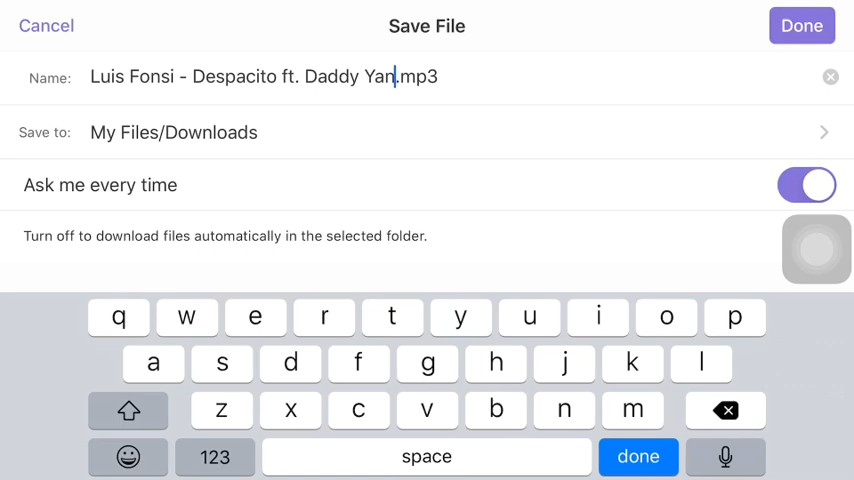 Cancel Save File Done
Name: Luis Fonsi - Despacito ft. Daddy Yan.mp3
Save to: My Files/Downloads
Ask me every time
Turn off to download files automatically in the selected folder.
q w e r t y u i o p
a s d f g h j k l
z x c v b n m
123 space done